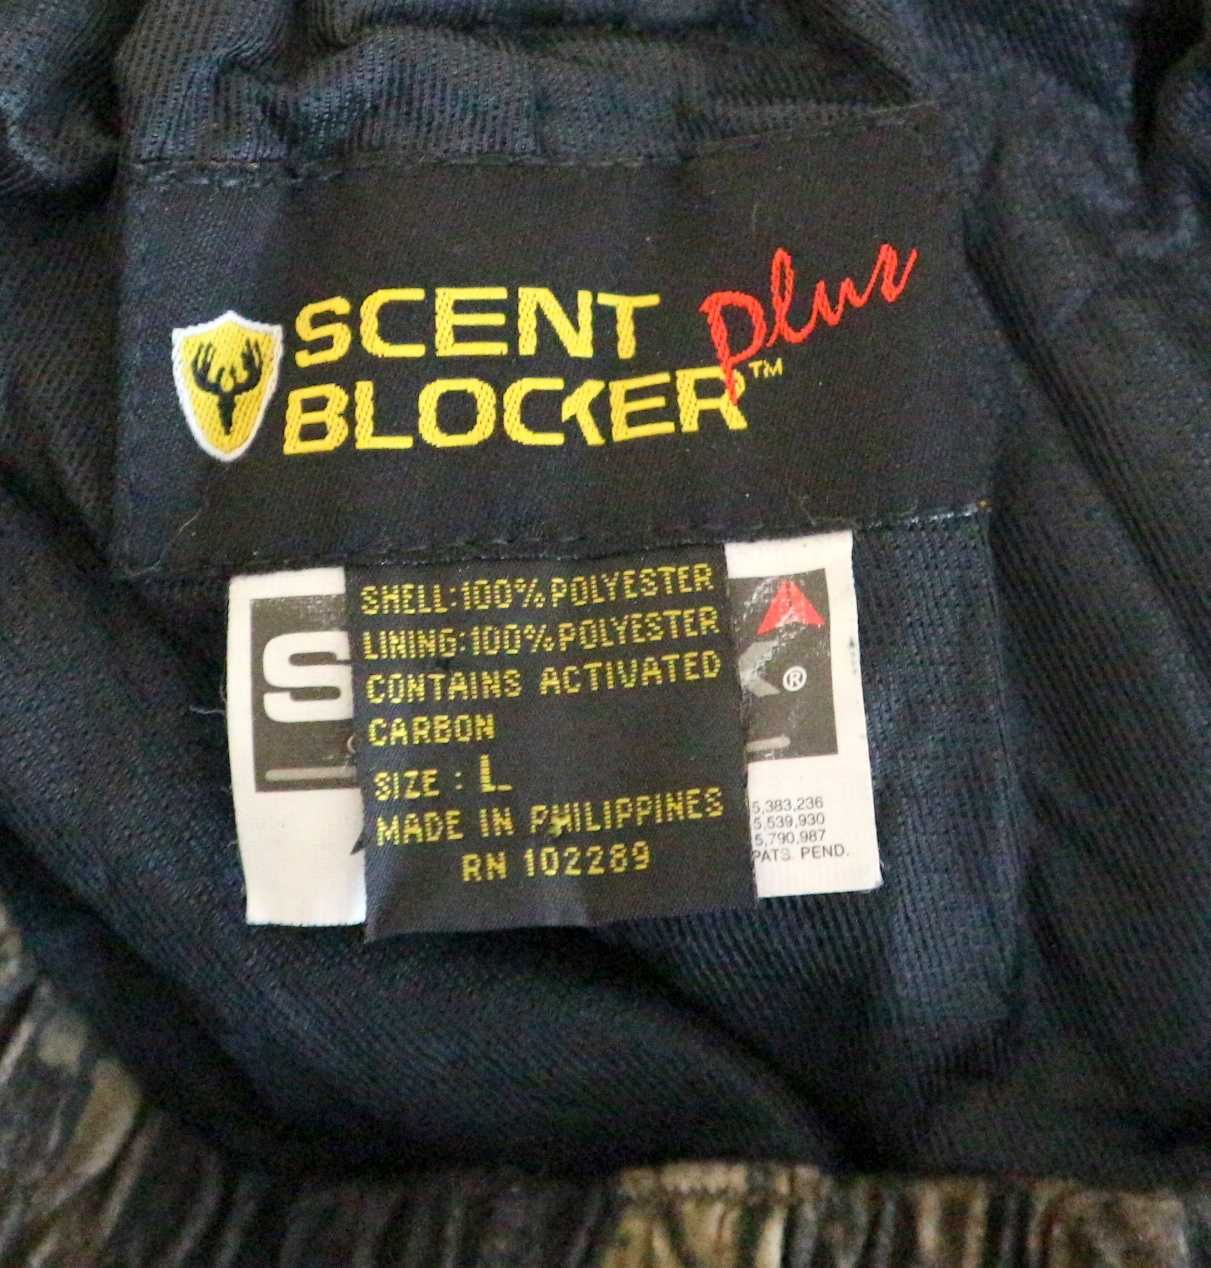 SCENT plus
BLOCKER™
SHELL:100% POLYESTER
LINING:100% POLYESTER
CONTAINS ACTIVATED
CARBON
SIZE : L
MADE IN PHILIPPINES
RN 102289
S
®
5,383,236
5,539,930
5,790,987
PATS. PEND.